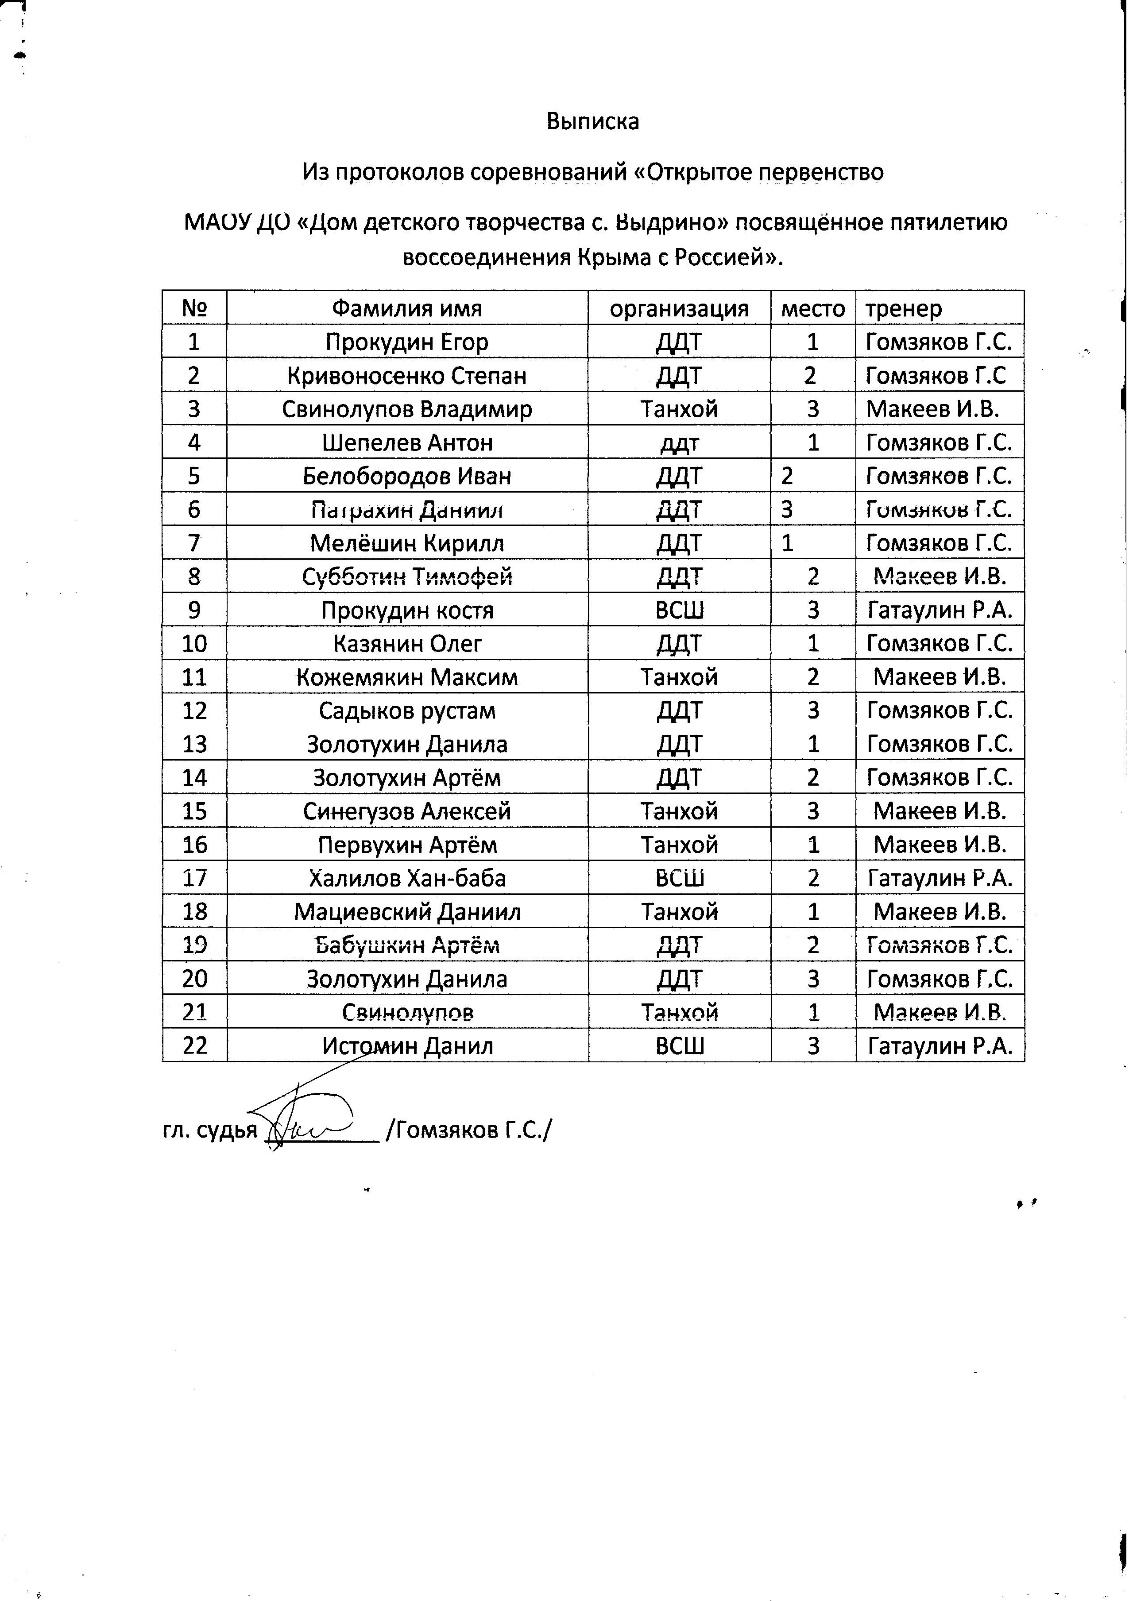 Выписка
Из протоколов соревнований «Открытое первенство
МАОУ ДО «Дом детского творчества с. Выдрино» посвящённое пятилетию
воссоединения Крыма с Россией».
№ Фамилия имя организация место тренер
1 Прокудин Егор ДДТ 1 Гомзяков Г.С.
2 Кривоносенко Степан ДДТ 2 Гомзяков Г.С
3 Свинолупов Владимир Танхой 3 Макеев И.В.
4 Шепелев Антон ддт 1 Гомзяков Г.С.
5 Белобородов Иван ДДТ 2 Гомзяков Г.С.
6 Патрахин Даниил ДДТ 3 Гомзяков Г.С.
7 Мелёшин Кирилл ДДТ 1 Гомзяков Г.С.
8 Субботин Тимофей ДДТ 2 Макеев И.В.
9 Прокудин костя ВСШ 3 Гатаулин Р.А.
10 Казянин Олег ДДТ 1 Гомзяков Г.С.
11 Кожемякин Максим Танхой 2 Макеев И.В.
12 Садыков рустам ДДТ 3 Гомзяков Г.С.
13 Золотухин Данила ДДТ 1 Гомзяков Г.С.
14 Золотухин Артём ДДТ 2 Гомзяков Г.С.
15 Синегузов Алексей Танхой 3 Макеев И.В.
16 Первухин Артём Танхой 1 Макеев И.В.
17 Халилов Хан-баба ВСШ 2 Гатаулин Р.А.
18 Мациевский Даниил Танхой 1 Макеев И.В.
19 Бабушкин Артём ДДТ 2 Гомзяков Г.С.
20 Золотухин Данила ДДТ 3 Гомзяков Г.С.
21 Свинолупов Танхой 1 Макеев И.В.
22 Истомин Данил ВСШ 3 Гатаулин Р.А.
гл. судья /Гомзяков Г.С./